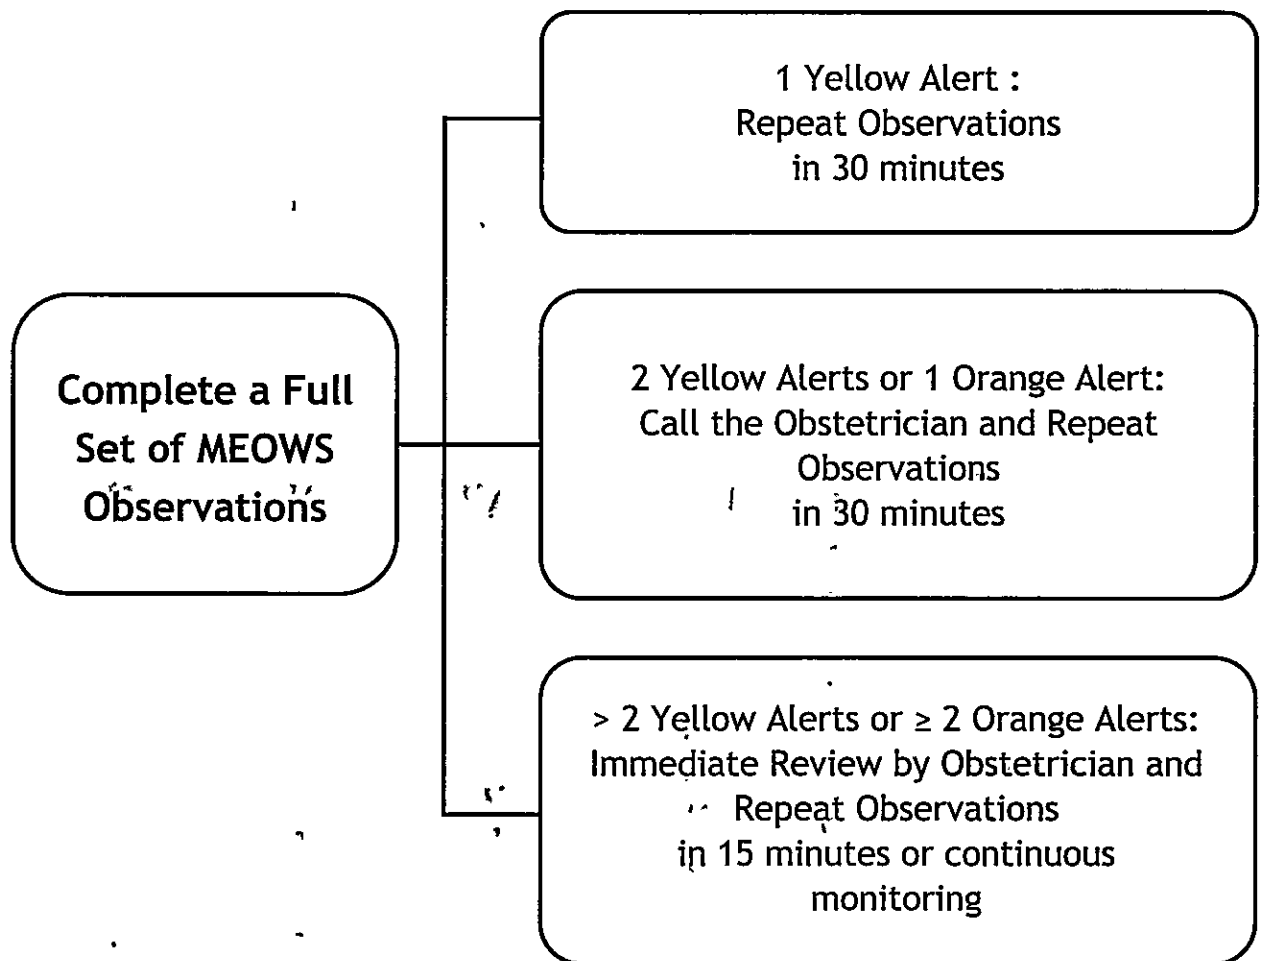 1 Yellow Alert :
Repeat Observations
in 30 minutes
Complete a Full
Set of MEOWS
Observations
2 Yellow Alerts or 1 Orange Alert:
Call the Obstetrician and Repeat
Observations
in 30 minutes
> 2 Yellow Alerts or ≥ 2 Orange Alerts:
Immediate Review by Obstetrician and
Repeat Observations
in 15 minutes or continuous
monitoring